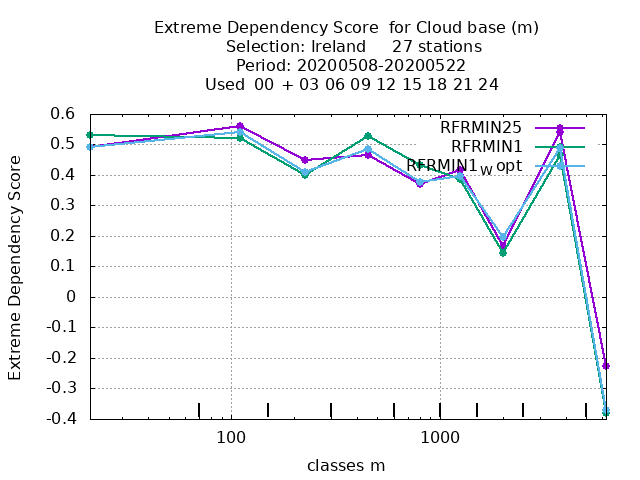 Extreme Dependency Score  for Cloud base (m)
Selection: Ireland     27 stations
Period: 20200508-20200522
Used  00  + 03 06 09 12 15 18 21 24
Extreme Dependency Score
0.6
0.5
0.4
0.3
0.2
0.1
0
-0.1
-0.2
-0.3
-0.4
RFRMIN25
RFRMIN1
RFRMIN1wopt
100
1000
classes m